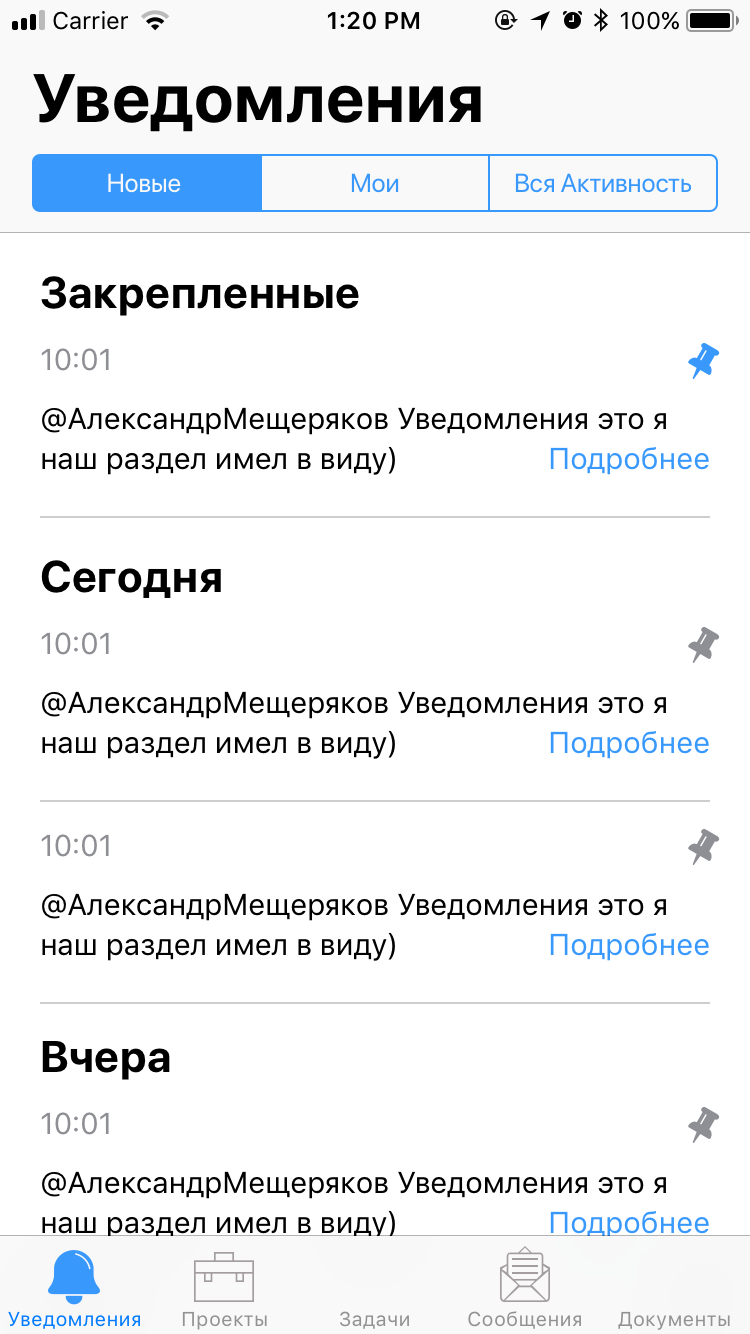 Carrier 1:20 PM 100%
Уведомления
Новые Мои Вся Активность
Закрепленные
10:01
@АлександрМещеряков Уведомления это я
наш раздел имел в виду) Подробнее
Сегодня
10:01
@АлександрМещеряков Уведомления это я
наш раздел имел в виду) Подробнее
10:01
@АлександрМещеряков Уведомления это я
наш раздел имел в виду) Подробнее
Вчера
10:01
@АлександрМещеряков Уведомления это я
наш раздел имел в виду) Подробнее
Уведомления Проекты Задачи Сообщения Документы